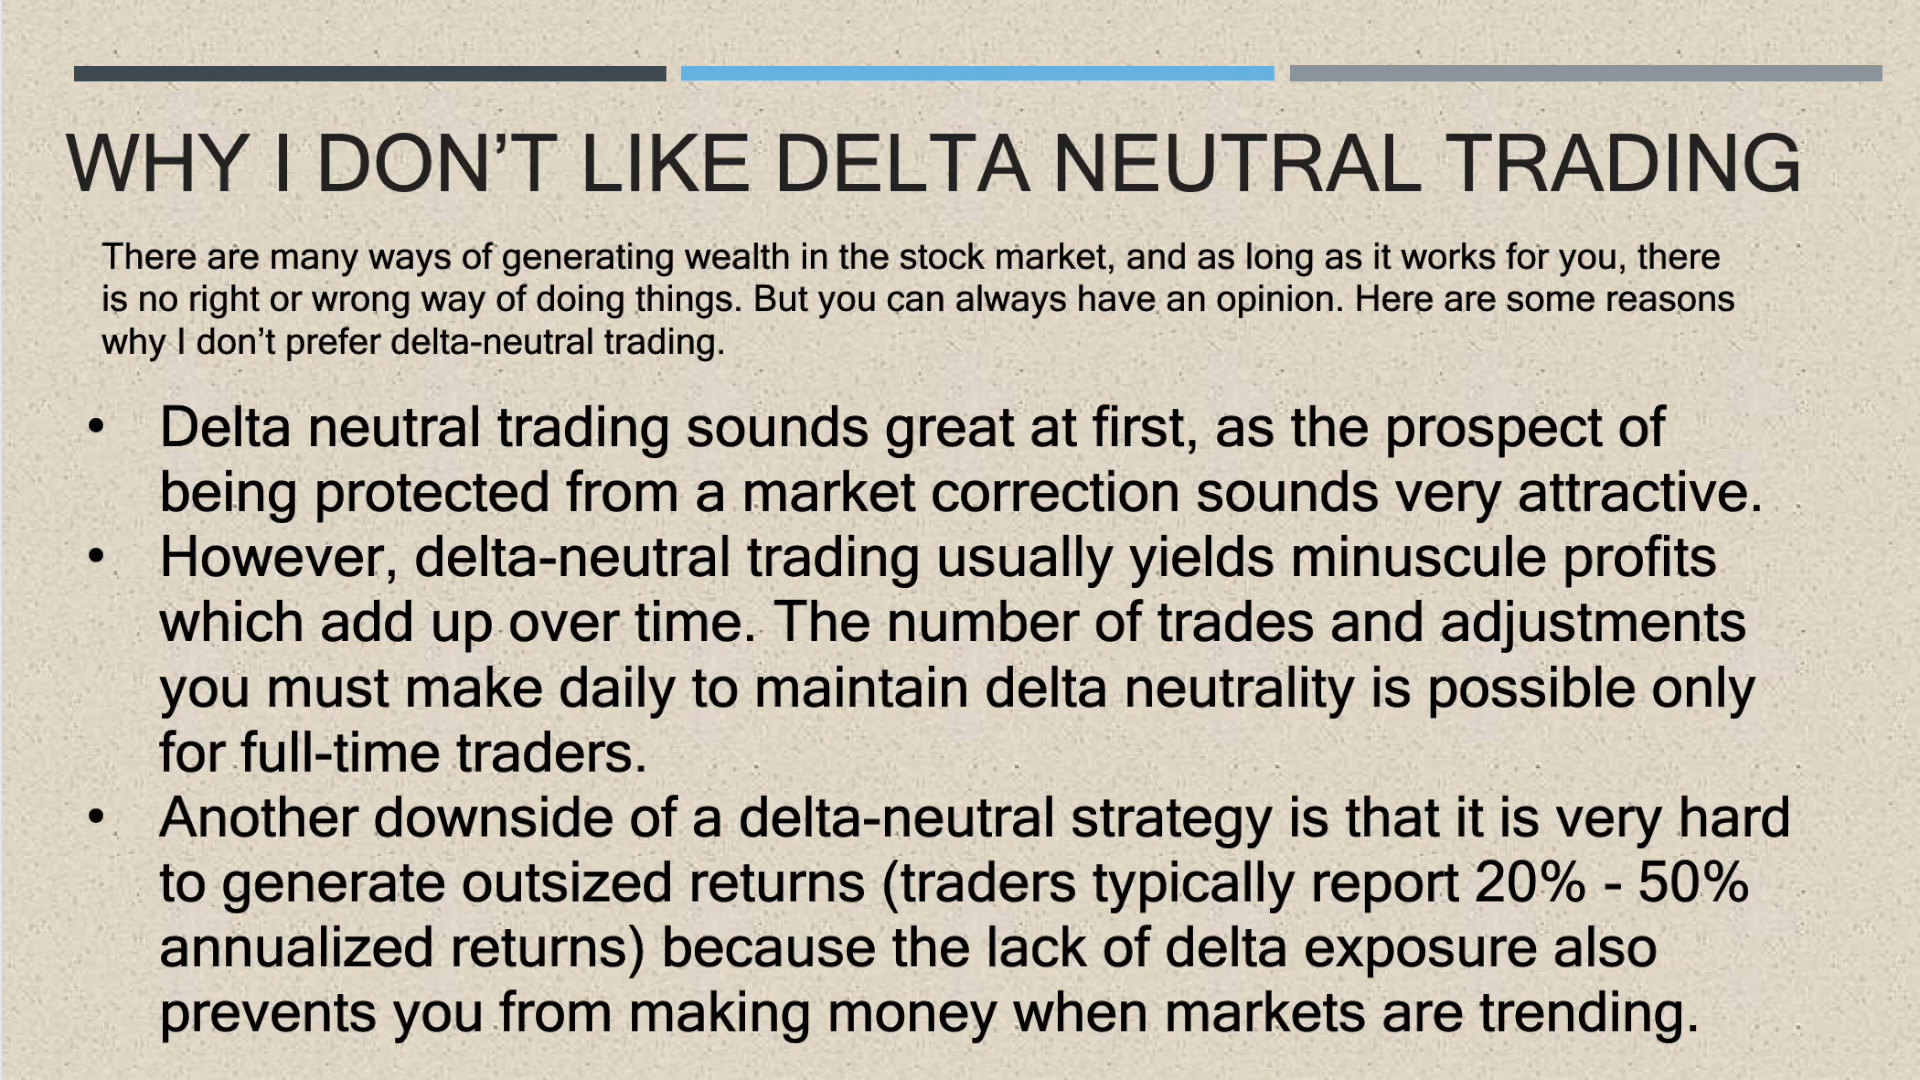 WHY I DON’T LIKE DELTA NEUTRAL TRADING
There are many ways of generating wealth in the stock market, and as long as it works for you, there
is no right or wrong way of doing things. But you can always have an opinion. Here are some reasons
why I don’t prefer delta-neutral trading.
• Delta neutral trading sounds great at first, as the prospect of
being protected from a market correction sounds very attractive.
• However, delta-neutral trading usually yields minuscule profits
which add up over time. The number of trades and adjustments
you must make daily to maintain delta neutrality is possible only
for full-time traders.
• Another downside of a delta-neutral strategy is that it is very hard
to generate outsized returns (traders typically report 20% - 50%
annualized returns) because the lack of delta exposure also
prevents you from making money when markets are trending.